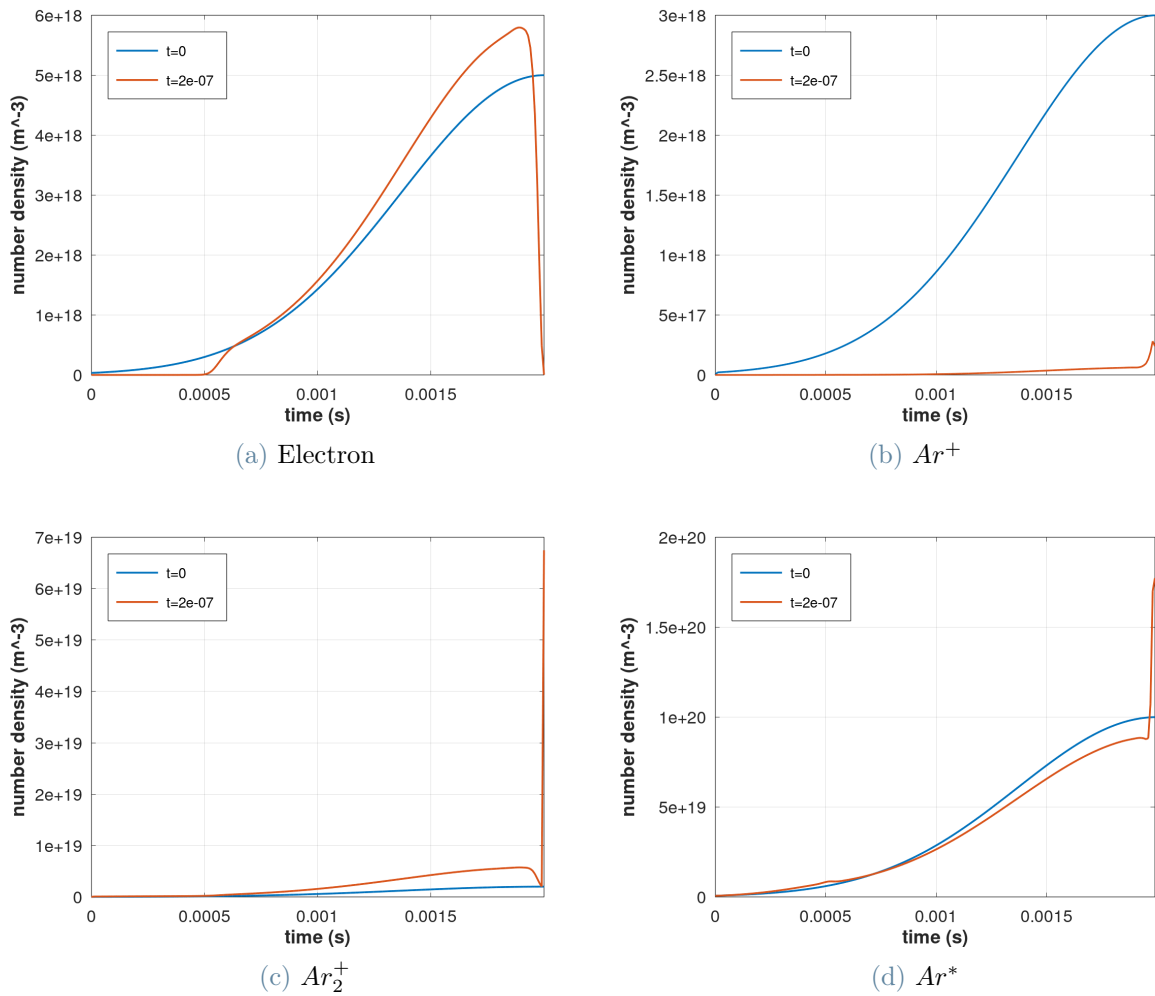 number density (m^-3)
6e+18
5e+18
4e+18
3e+18
2e+18
1e+18
0
t=0
t=2e-07
0 0.0005 0.001 0.0015
time (s)
(a) Electron
number density (m^-3)
3e+18
2.5e+18
2e+18
1.5e+18
1e+18
5e+17
0
t=0
t=2e-07
0 0.0005 0.001 0.0015
time (s)
(b) Ar⁺
number density (m^-3)
7e+19
6e+19
5e+19
4e+19
3e+19
2e+19
1e+19
0
t=0
t=2e-07
0 0.0005 0.001 0.0015
time (s)
(c) Ar₂⁺
number density (m^-3)
2e+20
1.5e+20
1e+20
5e+19
0
t=0
t=2e-07
0 0.0005 0.001 0.0015
time (s)
(d) Ar*